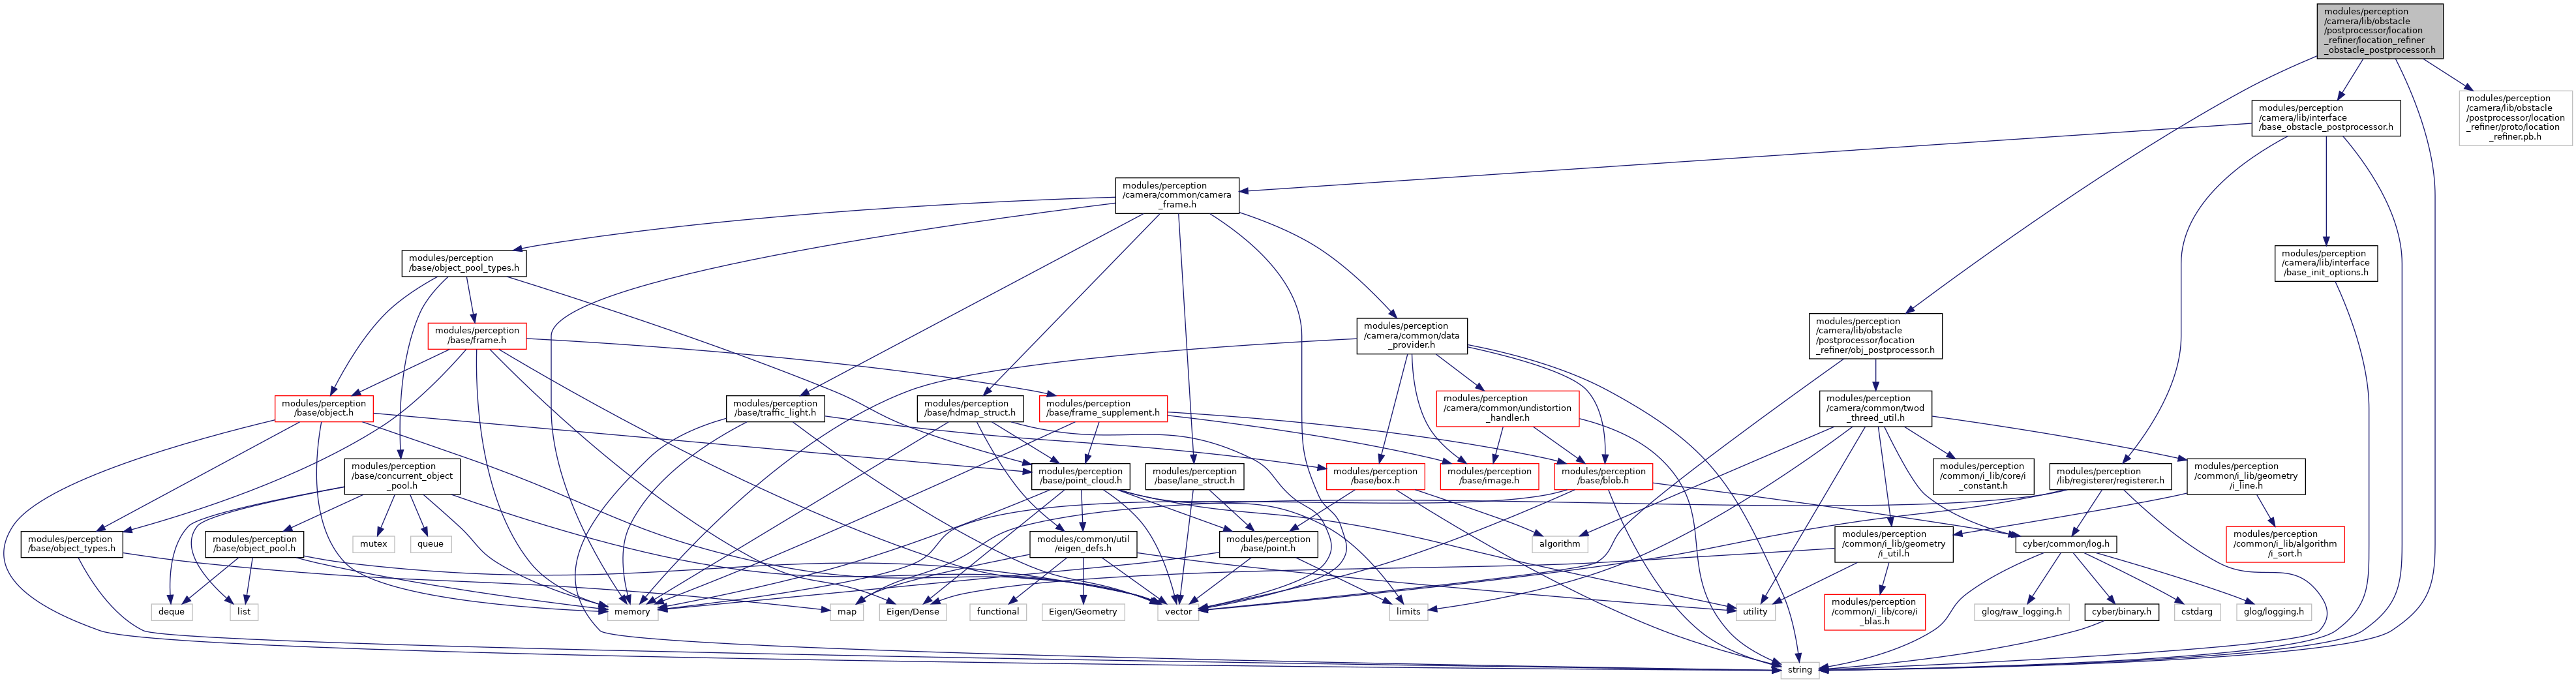 modules/perception
/camera/lib/obstacle
/postprocessor/location
_refiner/location_refiner
_obstacle_postprocessor.h
modules/perception
/camera/lib/interface
/base_obstacle_postprocessor.h
modules/perception
/camera/lib/obstacle
/postprocessor/location
_refiner/proto/location
_refiner.pb.h
modules/perception
/camera/common/camera
_frame.h
modules/perception
/base/object_pool_types.h
modules/perception
/camera/lib/interface
/base_init_options.h
modules/perception
/base/frame.h
modules/perception
/camera/common/data
_provider.h
modules/perception
/camera/lib/obstacle
/postprocessor/location
_refiner/obj_postprocessor.h
modules/perception
/base/object.h
modules/perception
/base/traffic_light.h
modules/perception
/base/hdmap_struct.h
modules/perception
/base/frame_supplement.h
modules/perception
/camera/common/undistortion
_handler.h
modules/perception
/camera/common/twod
_threed_util.h
modules/perception
/base/concurrent_object
_pool.h
modules/perception
/base/point_cloud.h
modules/perception
/base/lane_struct.h
modules/perception
/base/box.h
modules/perception
/base/image.h
modules/perception
/base/blob.h
modules/perception
/common/i_lib/core/i
_constant.h
modules/perception
/lib/registerer/registerer.h
modules/perception
/common/i_lib/geometry
/i_line.h
modules/perception
/base/object_types.h
modules/perception
/base/object_pool.h
mutex
queue
modules/common/util
/eigen_defs.h
modules/perception
/base/point.h
algorithm
modules/perception
/common/i_lib/geometry
/i_util.h
cyber/common/log.h
modules/perception
/common/i_lib/algorithm
/i_sort.h
deque
list
memory
map
Eigen/Dense
functional
Eigen/Geometry
vector
limits
utility
modules/perception
/common/i_lib/core/i
_blas.h
glog/raw_logging.h
cyber/binary.h
cstdarg
glog/logging.h
string